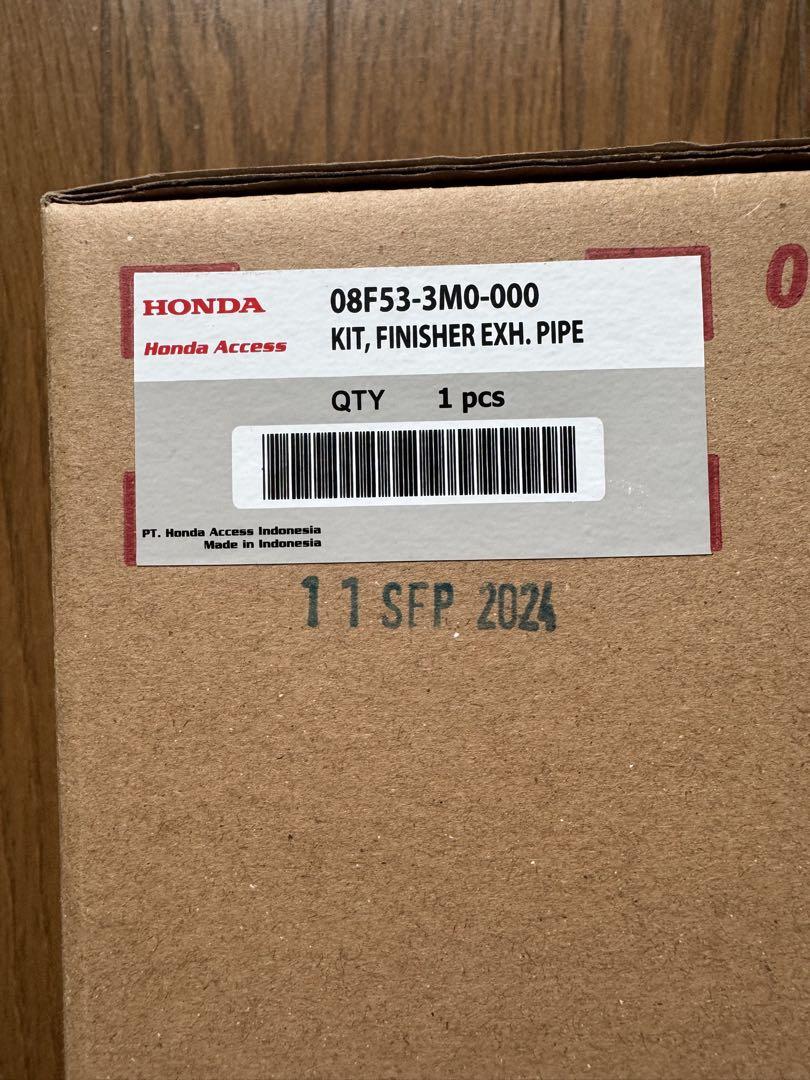 HONDA
Honda Access
08F53-3M0-000
KIT, FINISHER EXH. PIPE
QTY 1 pcs
PT. Honda Access Indonesia
Made in Indonesia
11 SEP 2024